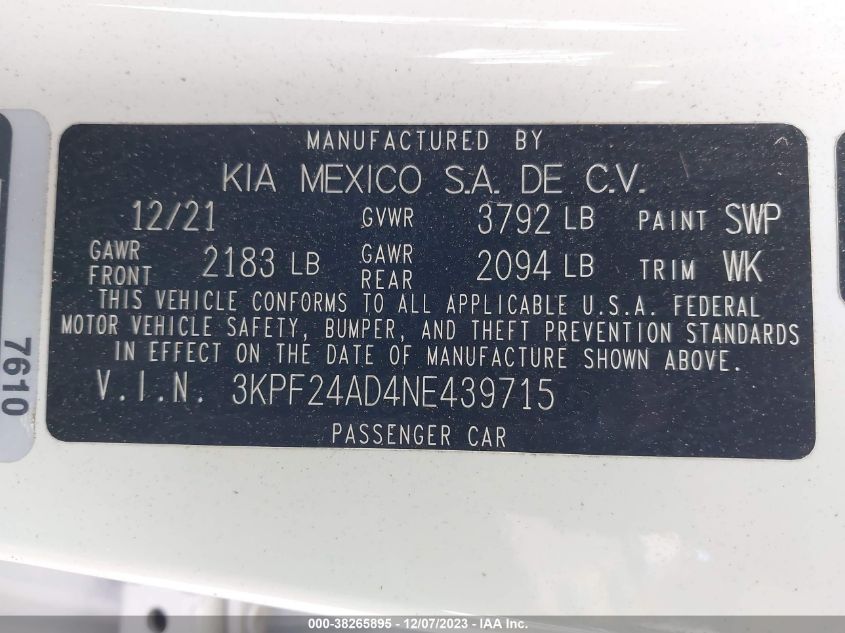 MANUFACTURED BY
KIA MEXICO S.A. DE C.V.
12/21 GVWR 3792 LB PAINT SWP
GAWR FRONT 2183 LB GAWR REAR 2094 LB TRIM WK
THIS VEHICLE CONFORMS TO ALL APPLICABLE U.S.A. FEDERAL
MOTOR VEHICLE SAFETY, BUMPER, AND THEFT PREVENTION STANDARDS
IN EFFECT ON THE DATE OF MANUFACTURE SHOWN ABOVE.
V.I.N. 3KPF24AD4NE439715
PASSENGER CAR
7610
000-38265895 - 12/07/2023 - IAA Inc.